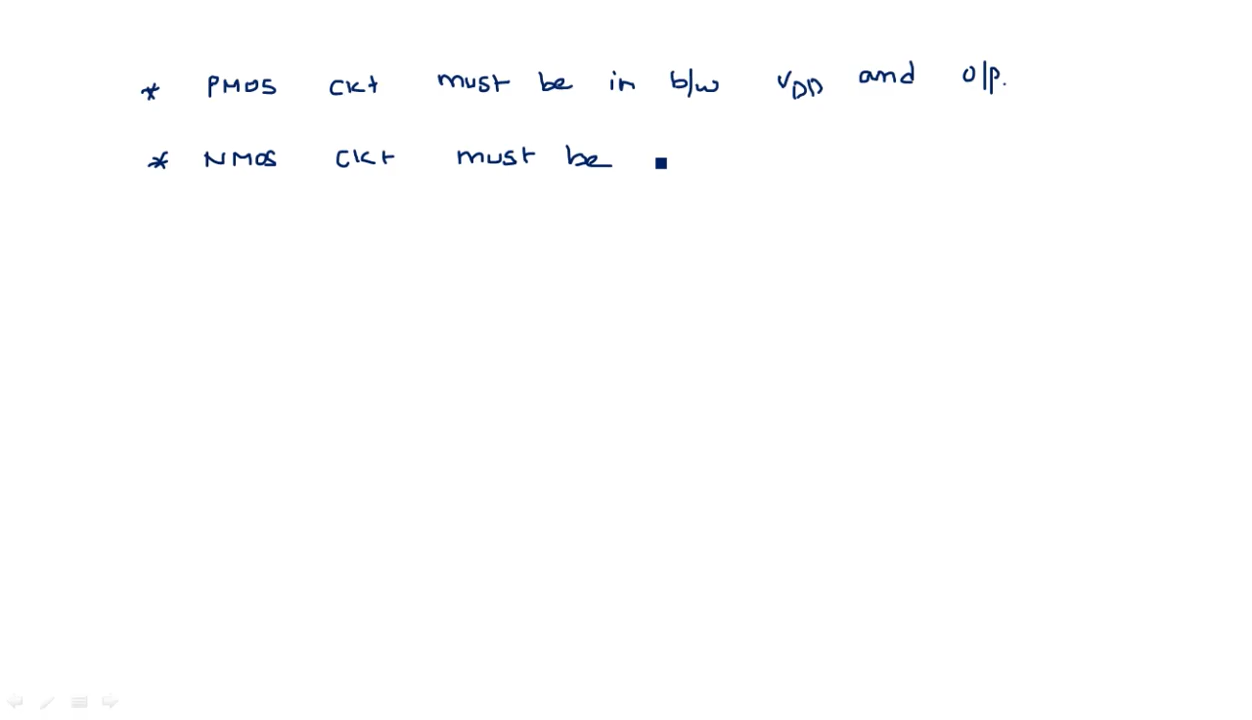 * PMOS CKt must be in b/w VDD and o/p.
* NMOS CKt must be